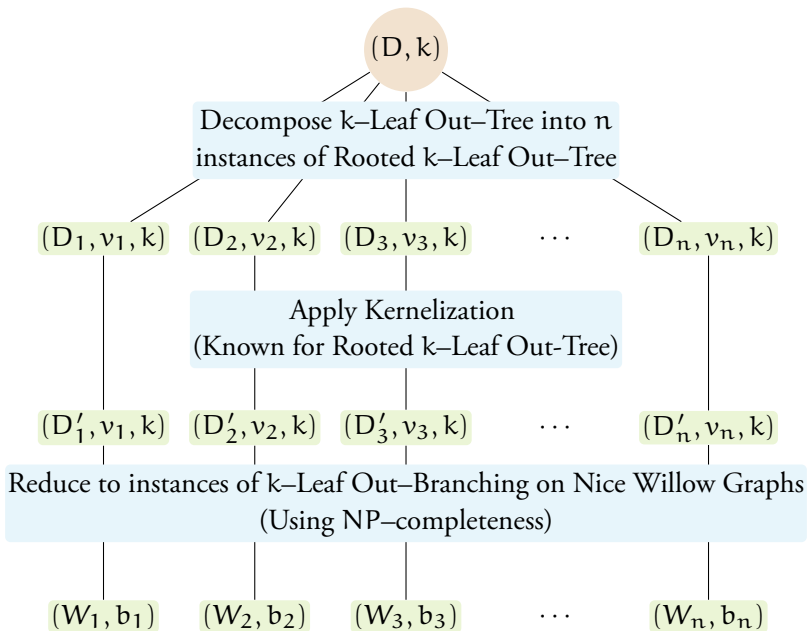 (D, k)
Decompose k–Leaf Out–Tree into n
instances of Rooted k–Leaf Out–Tree
(D₁, v₁, k) (D₂, v₂, k) (D₃, v₃, k) ⋯ (Dₙ, vₙ, k)
Apply Kernelization
(Known for Rooted k–Leaf Out-Tree)
(D′₁, v₁, k) (D′₂, v₂, k) (D′₃, v₃, k) ⋯ (D′ₙ, vₙ, k)
Reduce to instances of k–Leaf Out–Branching on Nice Willow Graphs
(Using NP–completeness)
(W₁, b₁) (W₂, b₂) (W₃, b₃) ⋯ (Wₙ, bₙ)